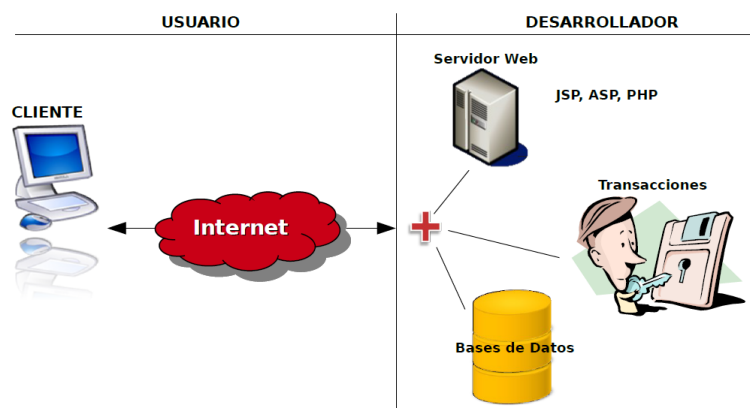 USUARIO
DESARROLLADOR
Servidor Web
JSP, ASP, PHP
CLIENTE
Transacciones
Internet
Bases de Datos